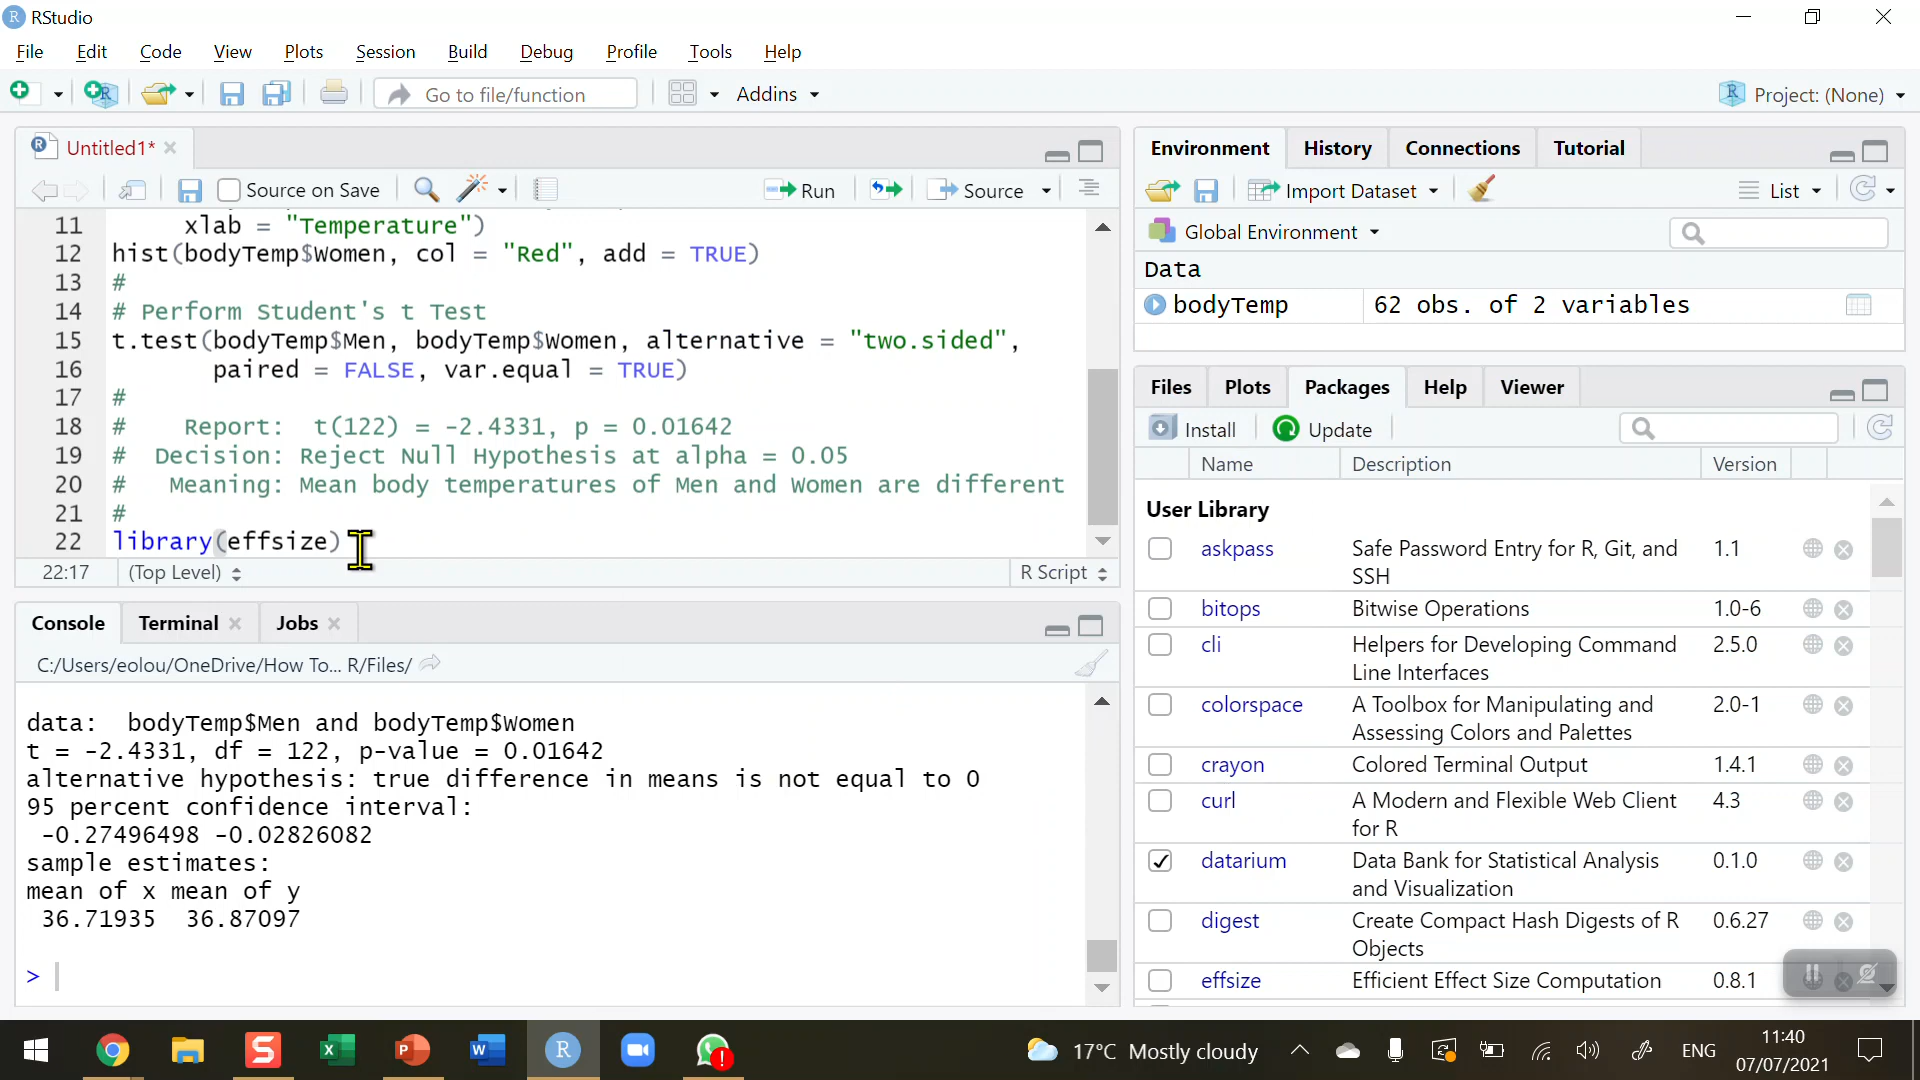 RStudio
File Edit Code View Plots Session Build Debug Profile Tools Help
Go to file/function Addins Project: (None)
Untitled1*
Source on Save Run Source
11 xlab = "Temperature")
12 hist(bodyTemp$Women, col = "Red", add = TRUE)
13 #
14 # Perform Student's t Test
15 t.test(bodyTemp$Men, bodyTemp$Women, alternative = "two.sided",
16 paired = FALSE, var.equal = TRUE)
17 #
18 # Report: t(122) = -2.4331, p = 0.01642
19 # Decision: Reject Null Hypothesis at alpha = 0.05
20 # Meaning: Mean body temperatures of Men and Women are different
21 #
22 library(effsize)
22:17 (Top Level) R Script
Console Terminal Jobs
C:/Users/eolou/OneDrive/How To... R/Files/
data: bodyTemp$Men and bodyTemp$Women
t = -2.4331, df = 122, p-value = 0.01642
alternative hypothesis: true difference in means is not equal to 0
95 percent confidence interval:
-0.27496498 -0.02826082
sample estimates:
mean of x mean of y
36.71935 36.87097
>
Environment History Connections Tutorial
Import Dataset List
Global Environment
Data
bodyTemp 62 obs. of 2 variables
Files Plots Packages Help Viewer
Install Update
Name Description Version
User Library
askpass Safe Password Entry for R, Git, and 1.1
SSH
bitops Bitwise Operations 1.0-6
cli Helpers for Developing Command 2.5.0
Line Interfaces
colorspace A Toolbox for Manipulating and 2.0-1
Assessing Colors and Palettes
crayon Colored Terminal Output 1.4.1
curl A Modern and Flexible Web Client 4.3
for R
datarium Data Bank for Statistical Analysis 0.1.0
and Visualization
digest Create Compact Hash Digests of R 0.6.27
Objects
effsize Efficient Effect Size Computation 0.8.1
17°C Mostly cloudy ENG 11:40
07/07/2021